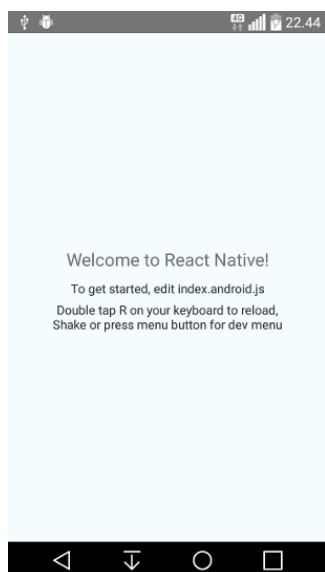 4G 22.44
Welcome to React Native!
To get started, edit index.android.js
Double tap R on your keyboard to reload,
Shake or press menu button for dev menu